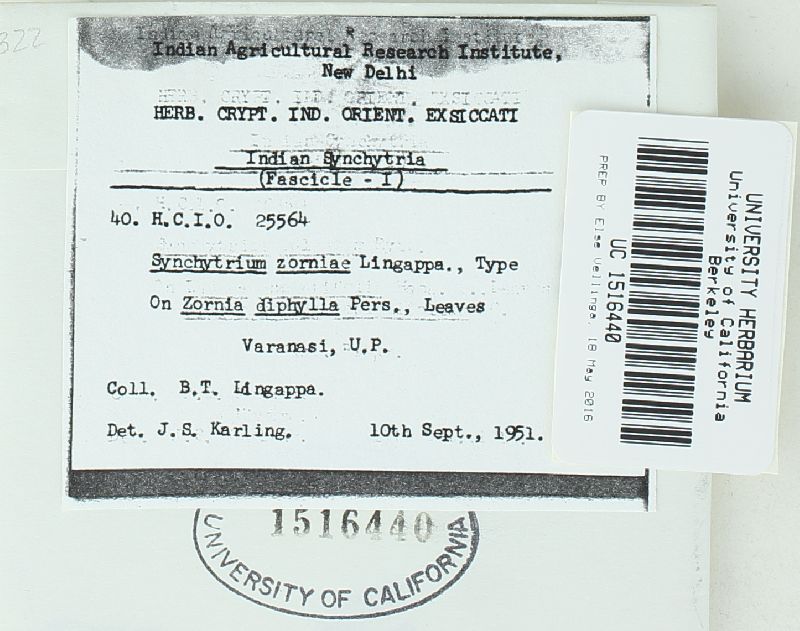 322
Indian Agricultural Research Institute,
New Delhi
HERB. CRYPT. IND. ORIENT. EXSICCATI
Indian Synchytria
(Fascicle - I)
40. H.C.I.O. 25564
Synchytrium zorniae Lingappa., Type
On Zornia diphylla Pers., Leaves
Varanasi, U.P.
Coll. B.T. Lingappa.
Det. J.S. Karling. 10th Sept., 1951.
UNIVERSITY HERBARIUM
University of California
Berkeley
UC 1516440
PREP BY Else Vellinga, 18 May 2016
1516440
UNIVERSITY OF CALIFORNIA